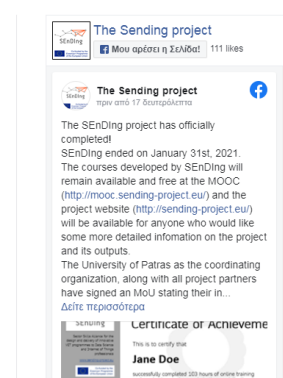 The Sending project
SEnDIng
Μου αρέσει η Σελίδα! 111 likes
The Sending project
SEnDIng
πριν από 17 δευτερόλεπτα
The SEnDIng project has officially
completed!
SEnDIng ended on January 31st, 2021.
The courses developed by SEnDIng will
remain available and free at the MOOC
(http://mooc.sending-project.eu/) and the
project website (http://sending-project.eu/)
will be available for anyone who would like
some more detailed infomation on the project
and its outputs.
The University of Patras as the coordinating
organization, along with all project partners
have signed an MoU stating their in...
Δείτε περισσότερα
SEnDIng
Certificate of Achieveme
This is to certify that
Jane Doe
successfully completed 103 hours of online training